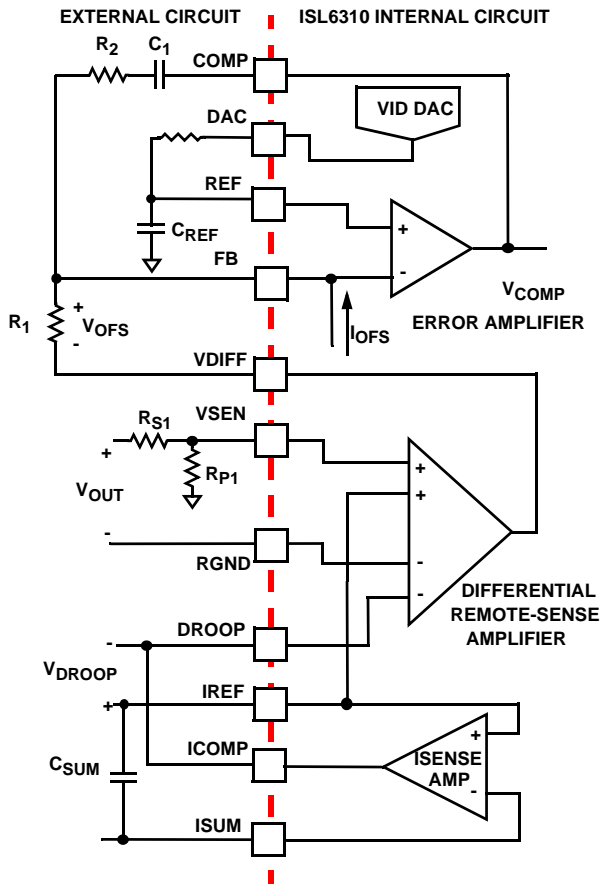 EXTERNAL CIRCUIT
ISL6310 INTERNAL CIRCUIT
R2
C1
COMP
VID DAC
DAC
REF
+
CREF
FB
-
VCOMP
ERROR AMPLIFIER
IOFS
R1
+
VOFS
-
VDIFF
RS1
VSEN
+
RP1
VOUT
+
+
-
RGND
-
-
DIFFERENTIAL
REMOTE-SENSE
AMPLIFIER
DROOP
-
VDROOP
IREF
+
+
ICOMP
ISENSE
AMP
-
CSUM
ISUM